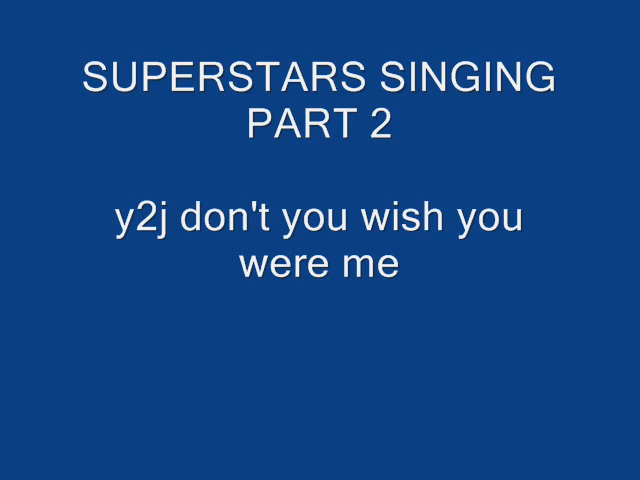 SUPERSTARS SINGING
PART 2
y2j don't you wish you
were me